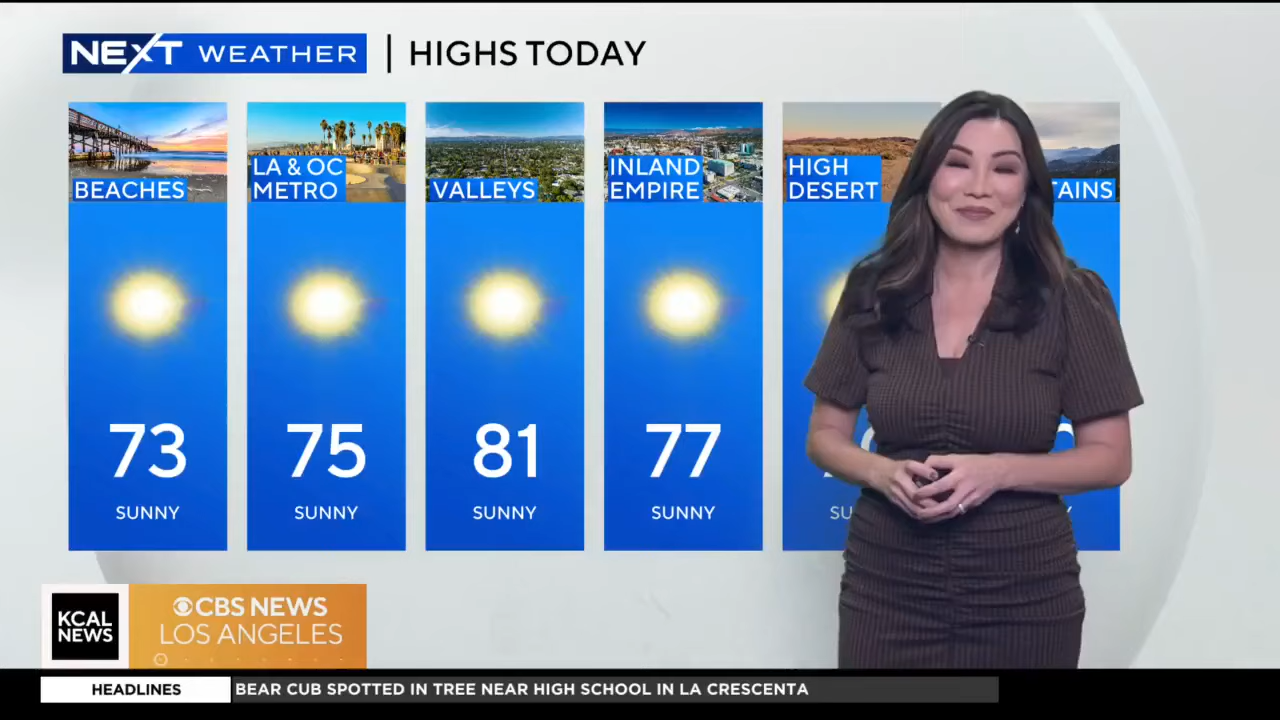 NEXT WEATHER
HIGHS TODAY
BEACHES
LA & OC
METRO
VALLEYS
INLAND
EMPIRE
HIGH
DESERT
73
75
81
77
SUNNY
SUNNY
SUNNY
SUNNY
KCAL
NEWS
CBS NEWS
LOS ANGELES
HEADLINES
BEAR CUB SPOTTED IN TREE NEAR HIGH SCHOOL IN LA CRESCENTA